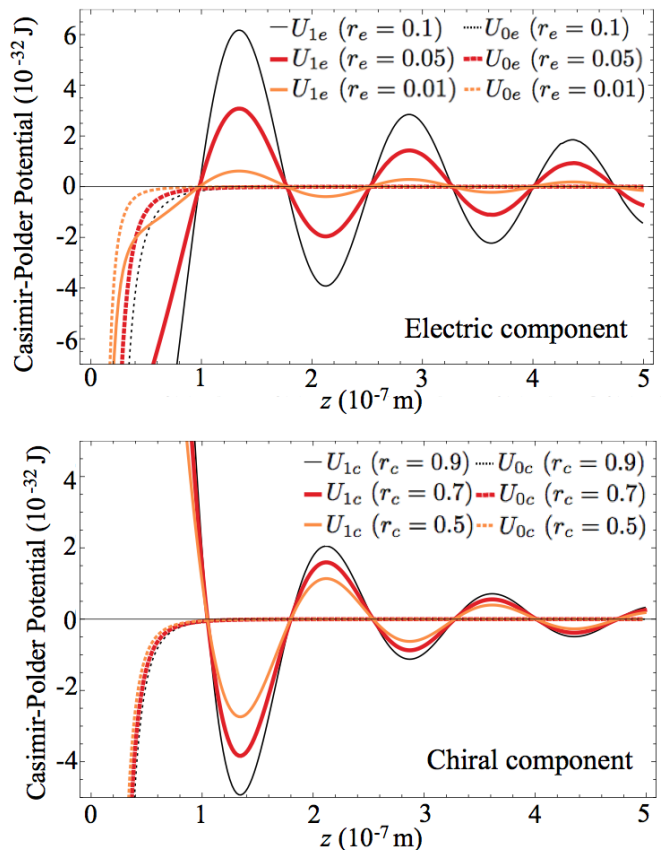 Casimir-Polder Potential (10⁻³² J)
6
4
2
0
-2
-4
-6
U₁ₑ (rₑ = 0.1) U₀ₑ (rₑ = 0.1)
U₁ₑ (rₑ = 0.05) U₀ₑ (rₑ = 0.05)
U₁ₑ (rₑ = 0.01) U₀ₑ (rₑ = 0.01)
Electric component
0 1 2 3 4 5
z (10⁻⁷ m)
Casimir-Polder Potential (10⁻³² J)
4
2
0
-2
-4
U₁c (rc = 0.9) U₀c (rc = 0.9)
U₁c (rc = 0.7) U₀c (rc = 0.7)
U₁c (rc = 0.5) U₀c (rc = 0.5)
Chiral component
0 1 2 3 4 5
z (10⁻⁷ m)